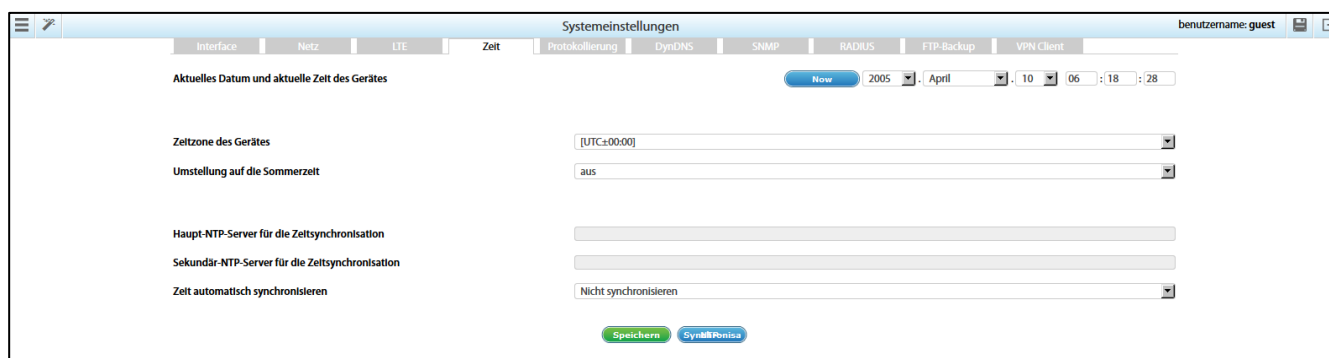 Systemeinstellungen benutzername: guest
Interface Netz LTE Zeit Protokollierung DynDNS SNMP RADIUS FTP-Backup VPN Client
Aktuelles Datum und aktuelle Zeit des Gerätes Now 2005 . April . 10 06 : 18 : 28
Zeitzone des Gerätes [UTC±00:00]
Umstellung auf die Sommerzeit aus
Haupt-NTP-Server für die Zeitsynchronisation
Sekundär-NTP-Server für die Zeitsynchronisation
Zeit automatisch synchronisieren Nicht synchronisieren
Speichern